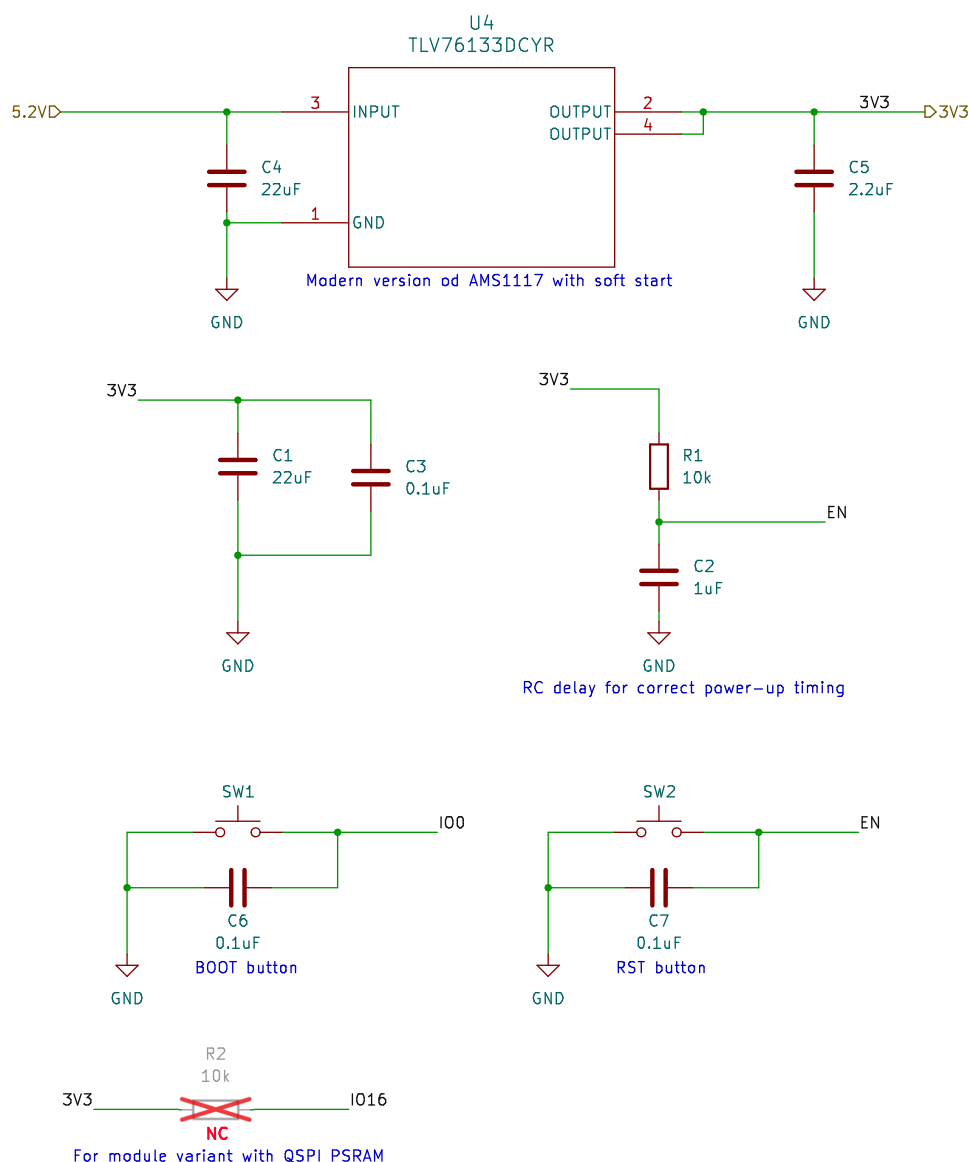 U4
TLV76133DCYR
5.2V
3
INPUT
OUTPUT
2
3V3
3V3
OUTPUT
4
C4
22uF
C5
2.2uF
1
GND
Modern version od AMS1117 with soft start
GND
GND
3V3
3V3
C1
22uF
C3
0.1uF
R1
10k
EN
C2
1uF
GND
GND
RC delay for correct power-up timing
SW1
IO0
C6
0.1uF
BOOT button
GND
SW2
EN
C7
0.1uF
RST button
GND
R2
10k
3V3
IO16
NC
For module variant with QSPI PSRAM